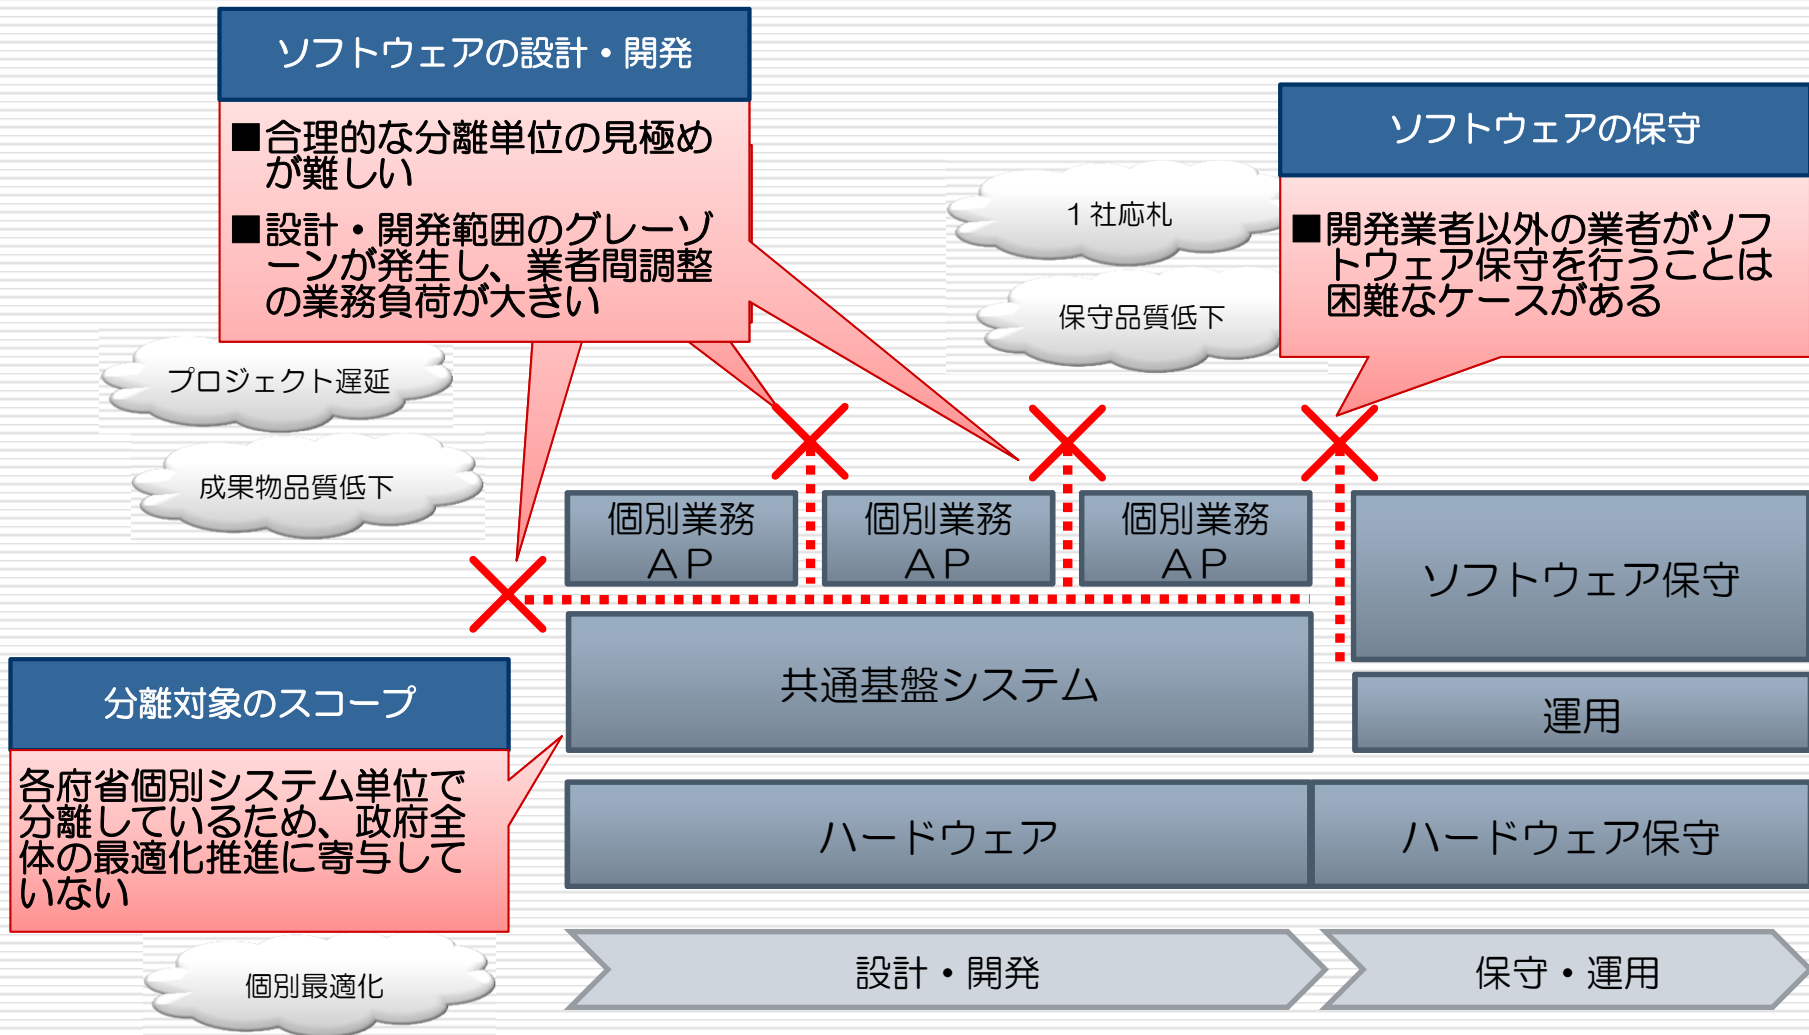 ソフトウェアの設計・開発
■合理的な分離単位の見極め
が難しい
■設計・開発範囲のグレーゾ
ーンが発生し、業者間調整
の業務負荷が大きい
ソフトウェアの保守
■開発業者以外の業者がソフ
トウェア保守を行うことは
困難なケースがある
１社応札
保守品質低下
プロジェクト遅延
成果物品質低下
個別業務
ＡＰ
個別業務
ＡＰ
個別業務
ＡＰ
ソフトウェア保守
共通基盤システム
運用
分離対象のスコープ
各府省個別システム単位で
分離しているため、政府全
体の最適化推進に寄与して
いない
ハードウェア
ハードウェア保守
個別最適化
設計・開発
保守・運用